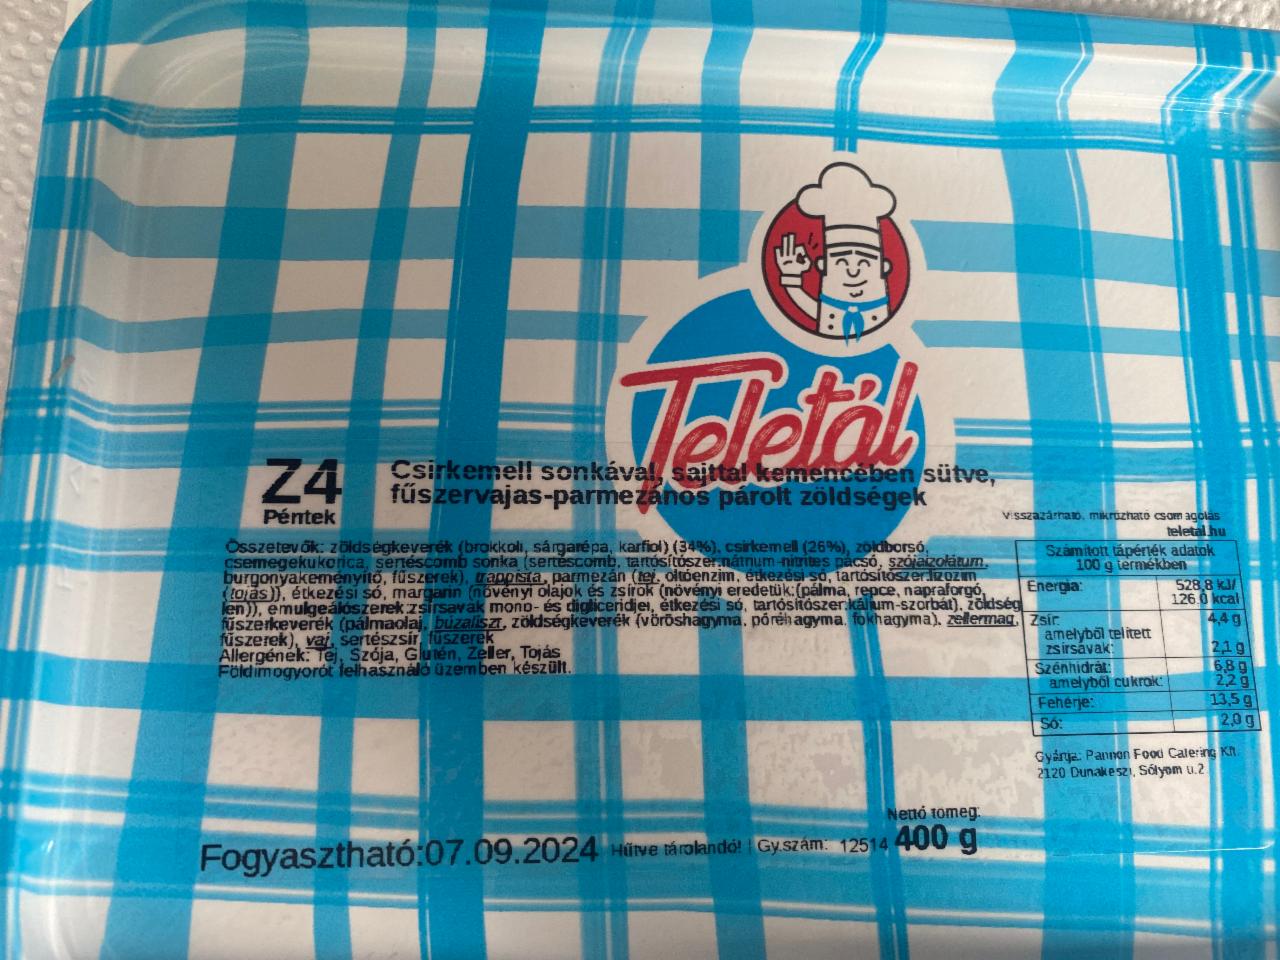 Teletál
Z4
Péntek
Csirkemell sonkával, sajttal kemencében sütve,
fűszervajas-parmezános párolt zöldségek
Összetevők: zöldségkeverék (brokkoli, sárgarépa, karfiol) (34%), csirkemell (26%), zöldborsó,
csemegekukorica, sertéscomb sonka (sertéscomb, tartósítószer:nátrium-nitrites pácsó, szójaizolátum,
burgonyakeményítő, fűszerek), trappista, parmezán (tej, oltóenzim, étkezési só, tartósítószer:lizozim
(tojás)), étkezési só, margarin (növényi olajok és zsírok (növényi eredetűk:(pálma, repce, napraforgó,
len)), emulgeálószerek:zsírsavak mono- és digliceridjei, étkezési só, tartósítószer:kálium-szorbát), zöldség
fűszerkeverék (pálmaolaj, búzaliszt, zöldségkeverék (vöröshagyma, póréhagyma, fokhagyma), zellermag,
fűszerek), vaj, sertészsír, fűszerek
Allergének: Tej, Szója, Glutén, Zeller, Tojás
Földimogyorót felhasználó üzemben készült.
Visszazárható, mikrózható csomagolás
teletal.hu
Számított tápérték adatok
100 g termékben
Energia: 528,8 kJ/
126,0 kcal
Zsír: 4,4 g
amelyből telített
zsírsavak: 2,1 g
Szénhidrát: 6,8 g
amelyből cukrok: 2,2 g
Fehérje: 13,5 g
Só: 2,0 g
Gyártja: Pannon Food Catering Kft.
2120 Dunakeszi, Sólyom u.2
Fogyasztható:07.09.2024 Hűtve tárolandó! Gy.szám: 12514
Nettó tömeg:
400 g